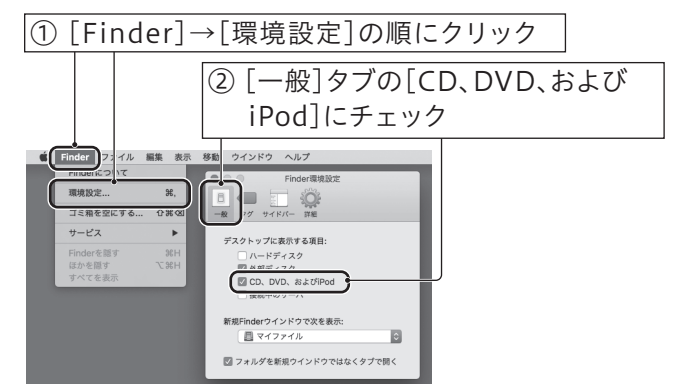 ① [Finder]→[環境設定]の順にクリック
② [一般]タブの[CD、DVD、および
iPod]にチェック
Finder ファイル 編集 表示 移動 ウインドウ ヘルプ
Finderについて
環境設定... ⌘,
ゴミ箱を空にする... ⇧⌘⌫
サービス ▶
Finderを隠す ⌘H
ほかを隠す ⌥⌘H
すべてを表示
Finder環境設定
一般 タグ サイドバー 詳細
デスクトップに表示する項目:
ハードディスク
外部ディスク
CD、DVD、およびiPod
接続中のサーバ
新規Finderウインドウで次を表示:
マイファイル
フォルダを新規ウインドウではなくタブで開く